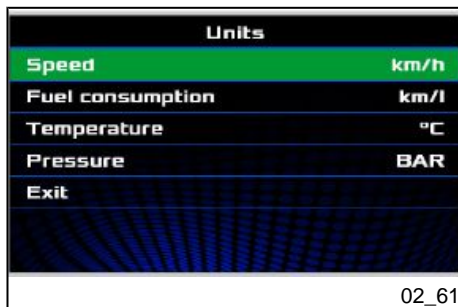 Units
Speed km/h
Fuel consumption km/l
Temperature °C
Pressure BAR
Exit
02_61